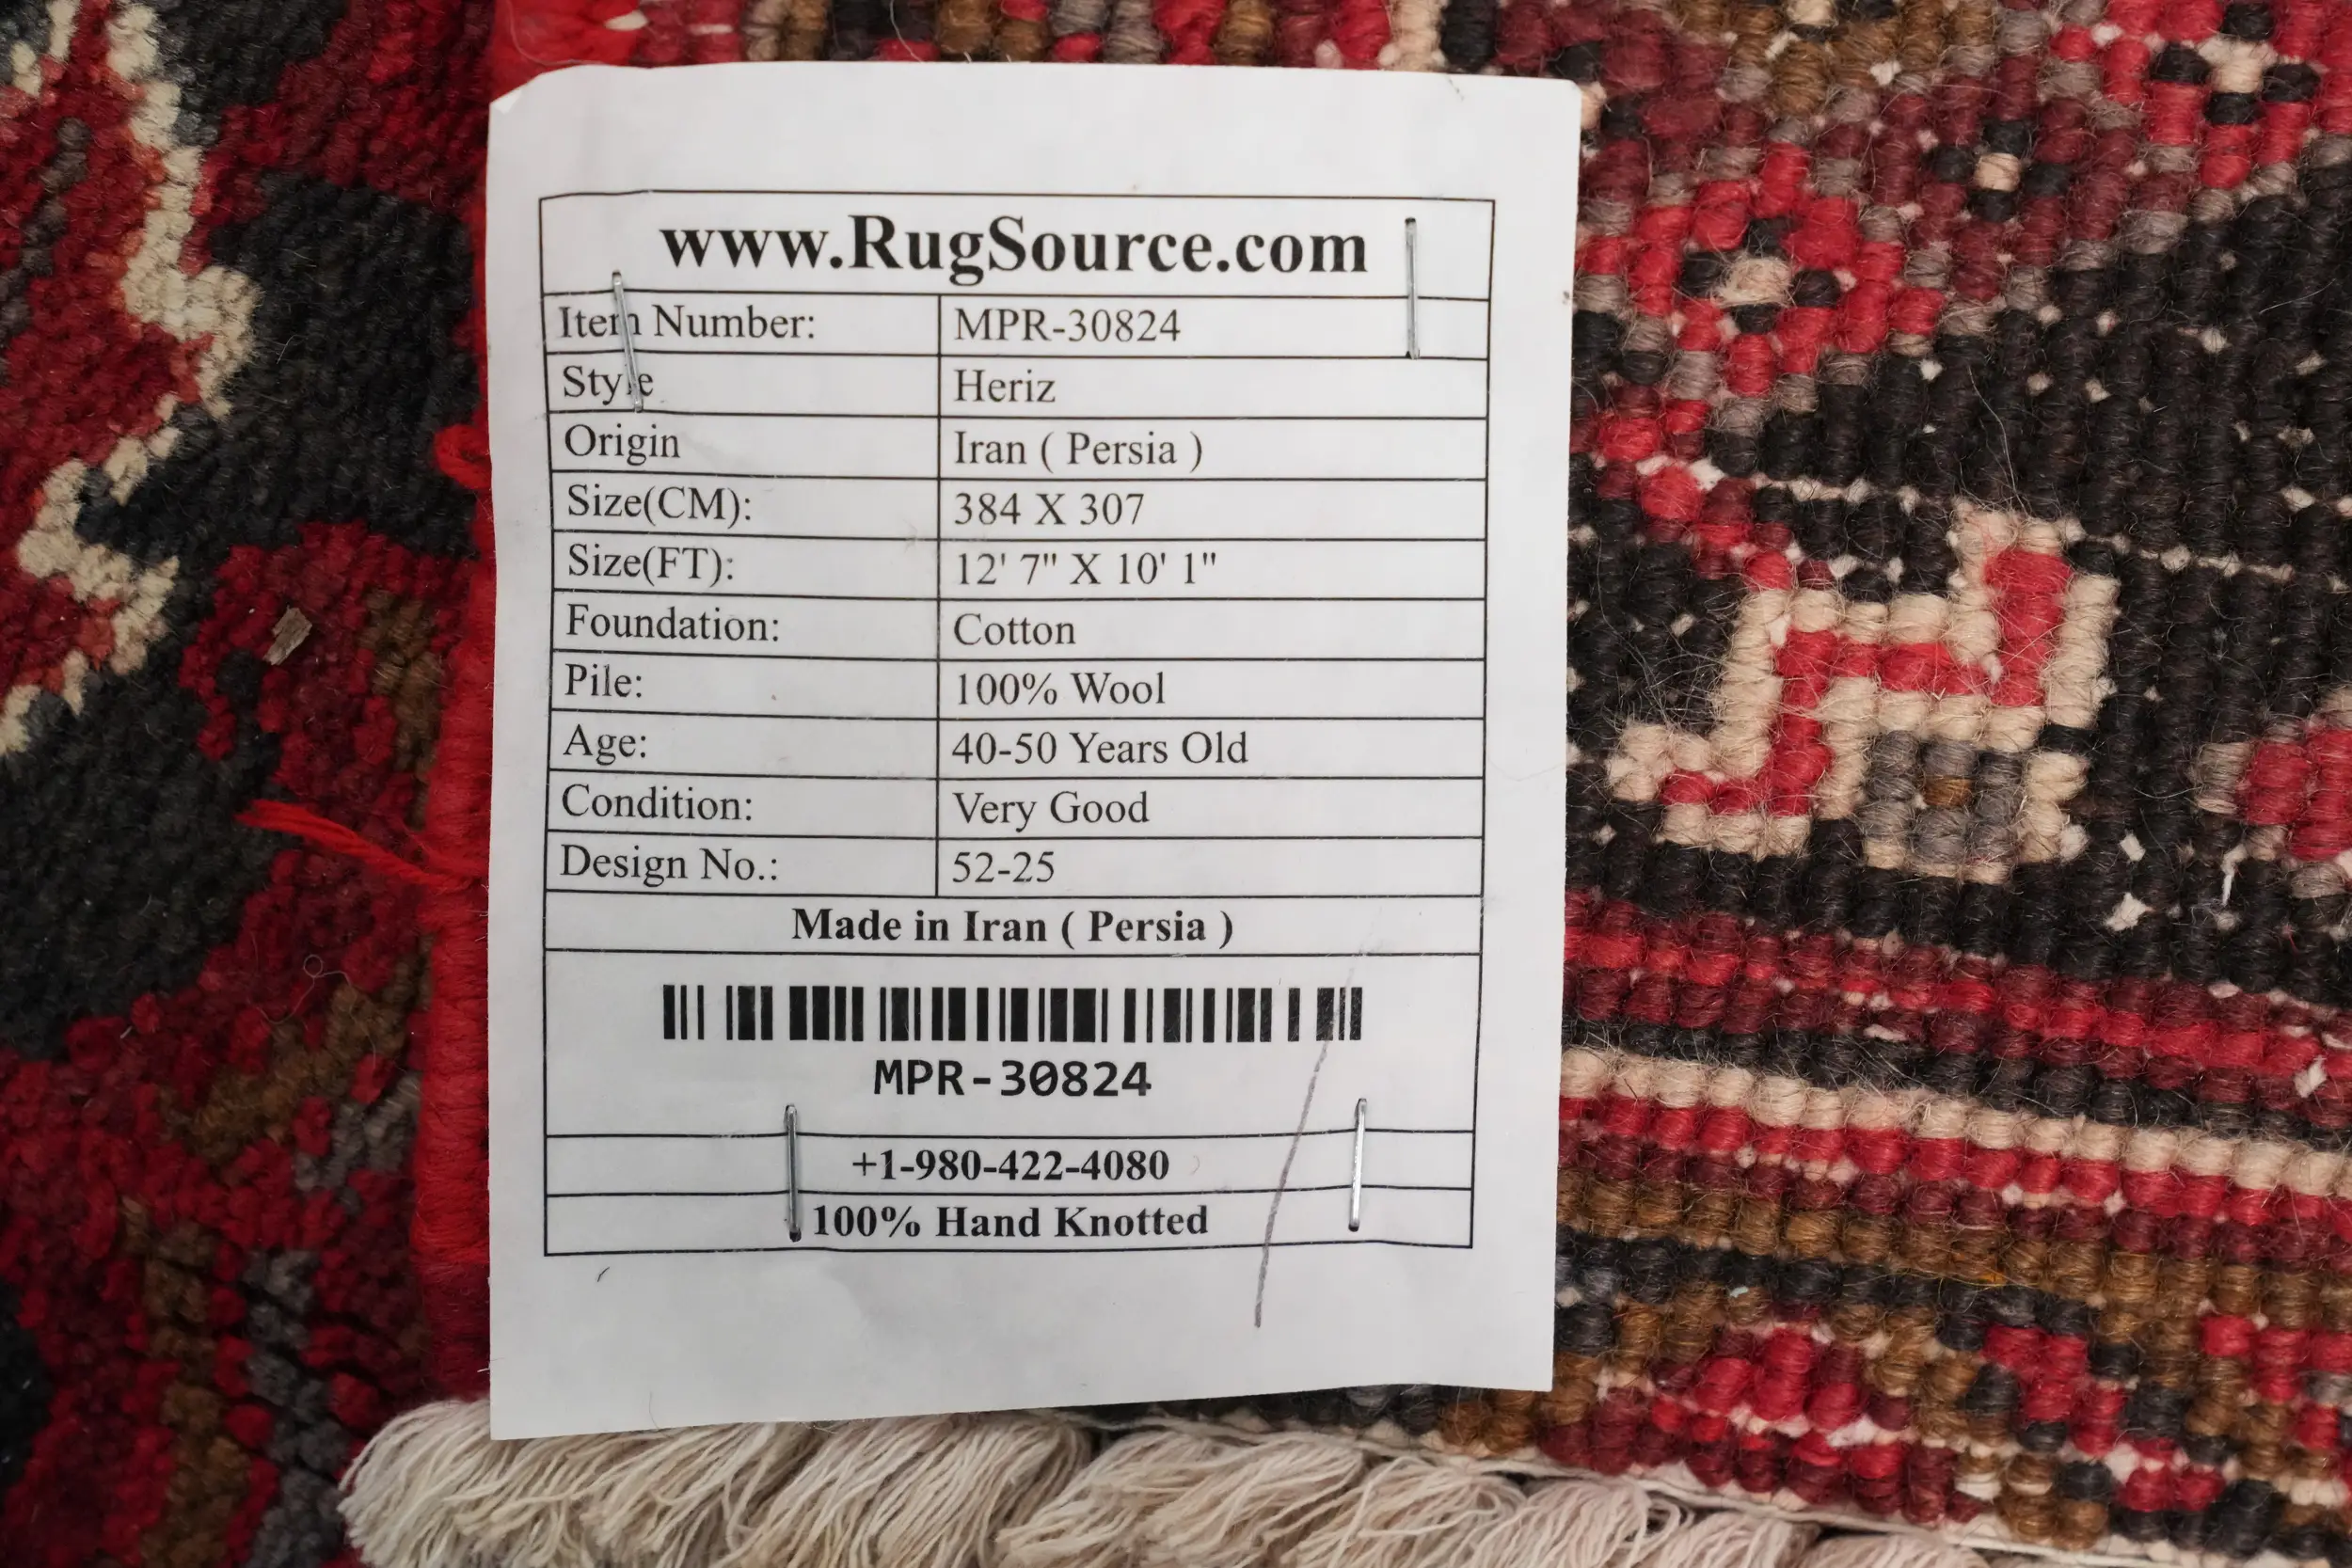 www.RugSource.com
Item Number: MPR-30824
Style Heriz
Origin Iran ( Persia )
Size(CM): 384 X 307
Size(FT): 12' 7" X 10' 1"
Foundation: Cotton
Pile: 100% Wool
Age: 40-50 Years Old
Condition: Very Good
Design No.: 52-25
Made in Iran ( Persia )
MPR-30824
+1-980-422-4080
100% Hand Knotted